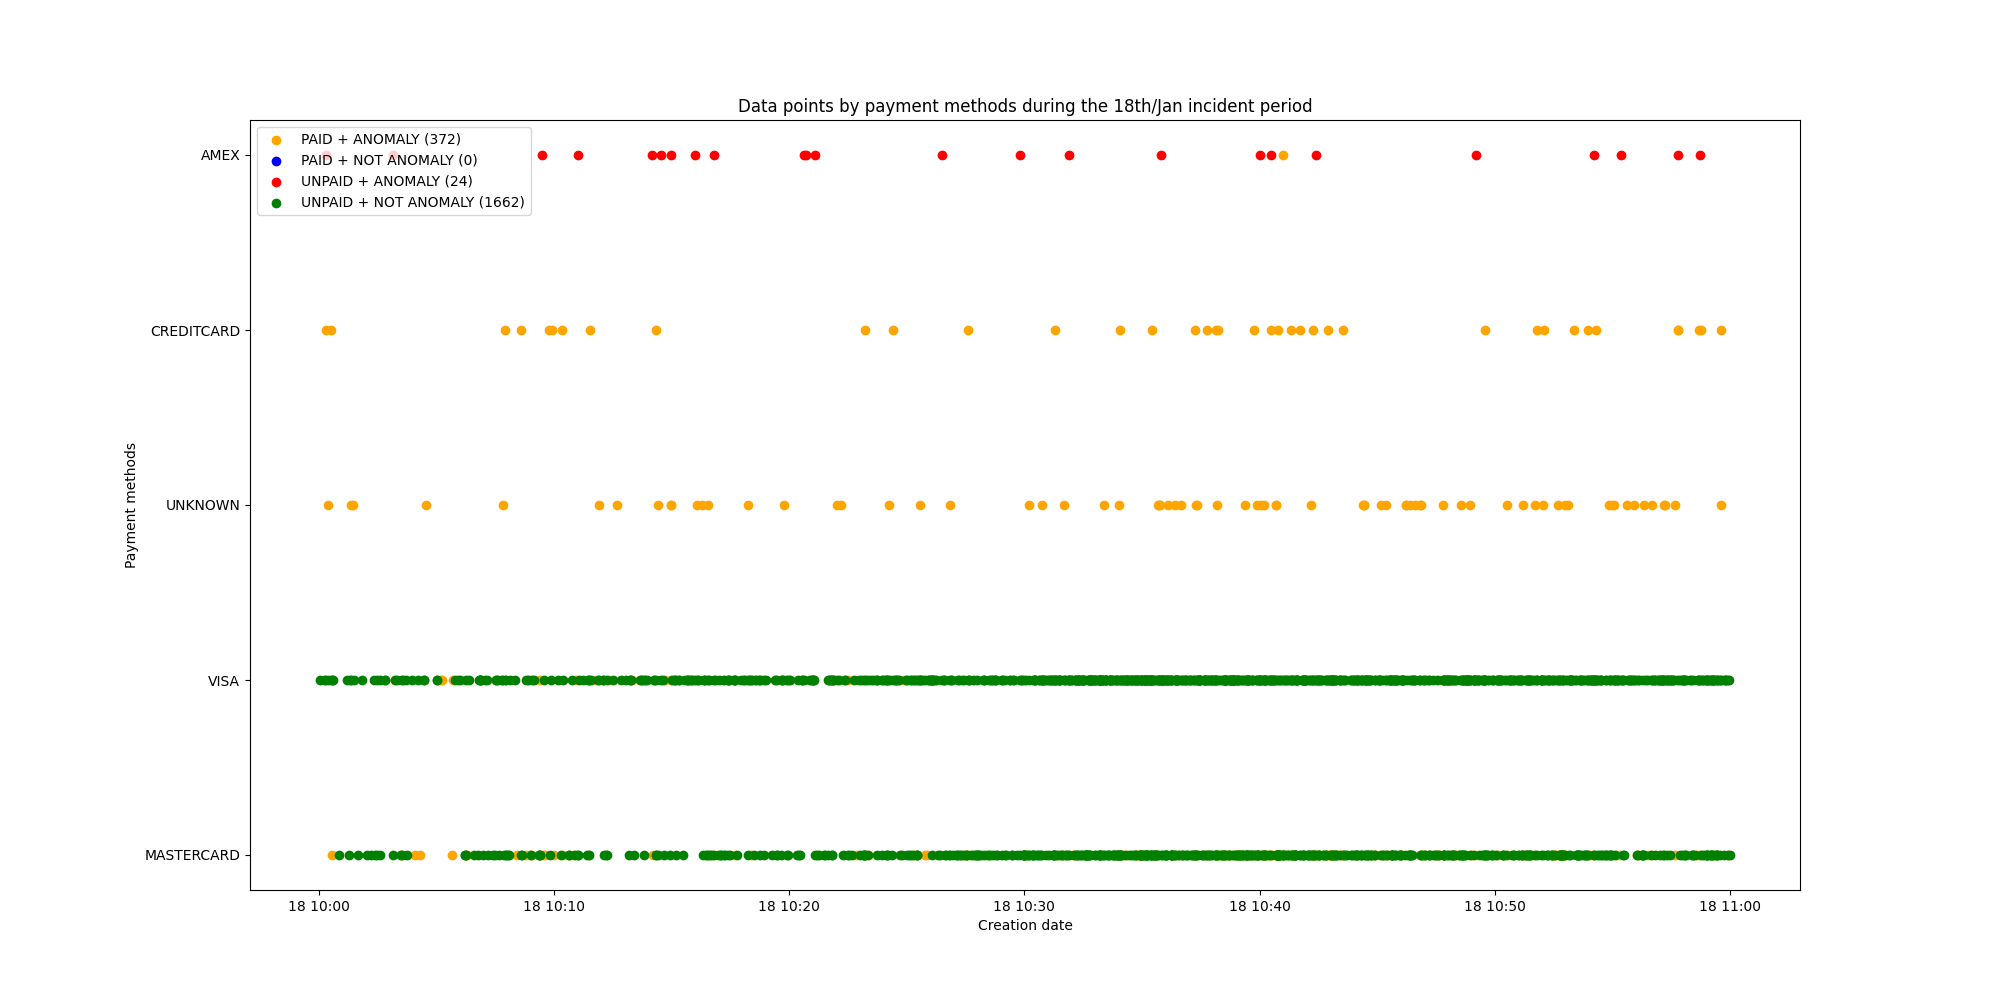 Data points by payment methods during the 18th/Jan incident period
PAID + ANOMALY (372)
PAID + NOT ANOMALY (0)
UNPAID + ANOMALY (24)
UNPAID + NOT ANOMALY (1662)
AMEX
CREDITCARD
UNKNOWN
VISA
MASTERCARD
Payment methods
18 10:00 18 10:10 18 10:20 18 10:30 18 10:40 18 10:50 18 11:00
Creation date